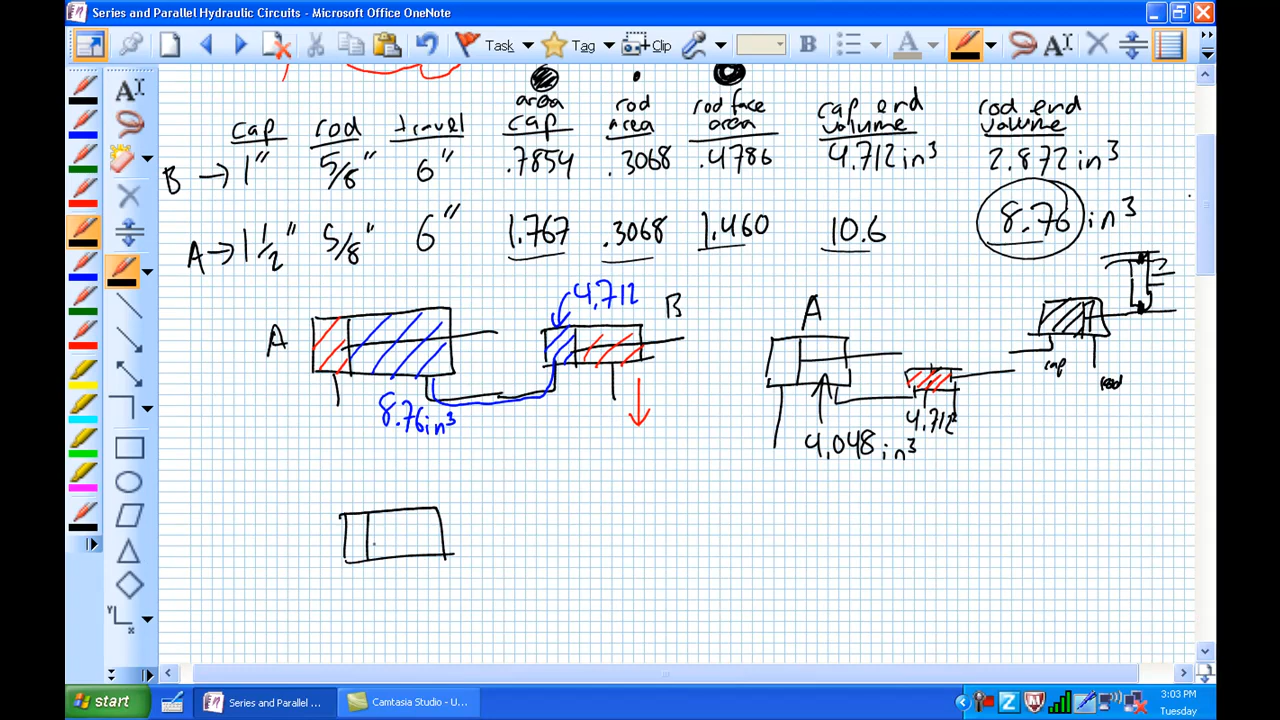 Series and Parallel Hydraulic Circuits - Microsoft Office OneNote
Task Tag Clip B A
cap rod travel area cap rod area rod face area cap end volume rod end volume
B → 1" 5/8" 6" .7854 .3068 .4786 4.712 in³ 2.872 in³
A → 1 1/2" 5/8" 6" 1.767 .3068 1.460 10.6 8.76 in³
4.712
B
A
A
cap
rod
8.76 in³
4.712
4.048 in³
start
Series and Parallel ...
Camtasia Studio - U...
3:03 PM
Tuesday